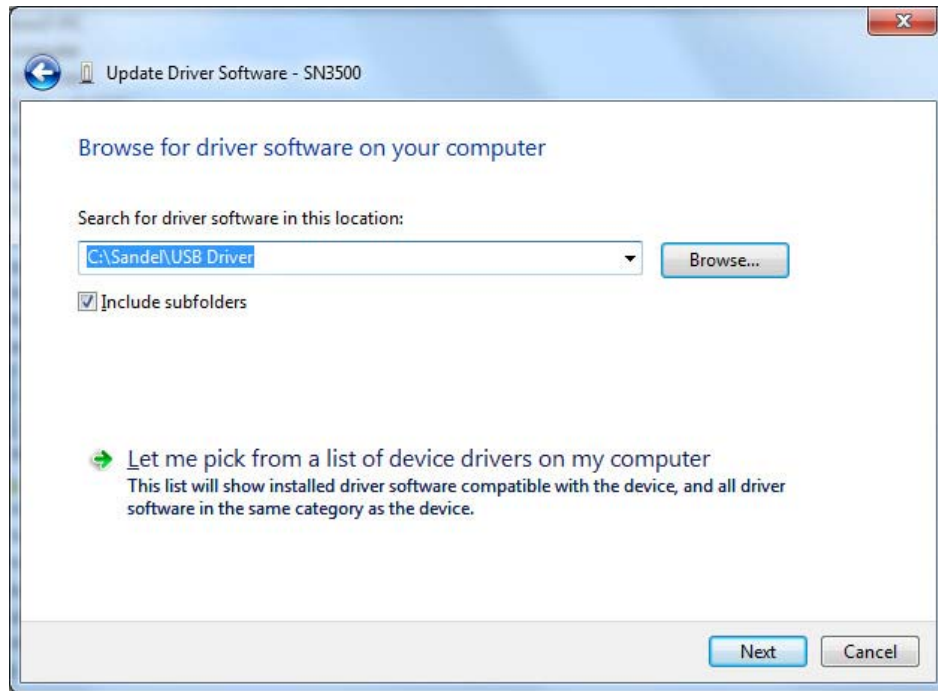 Update Driver Software - SN3500
Browse for driver software on your computer
Search for driver software in this location:
C:\Sandel\USB Driver
Browse...
Include subfolders
Let me pick from a list of device drivers on my computer
This list will show installed driver software compatible with the device, and all driver
software in the same category as the device.
Next
Cancel